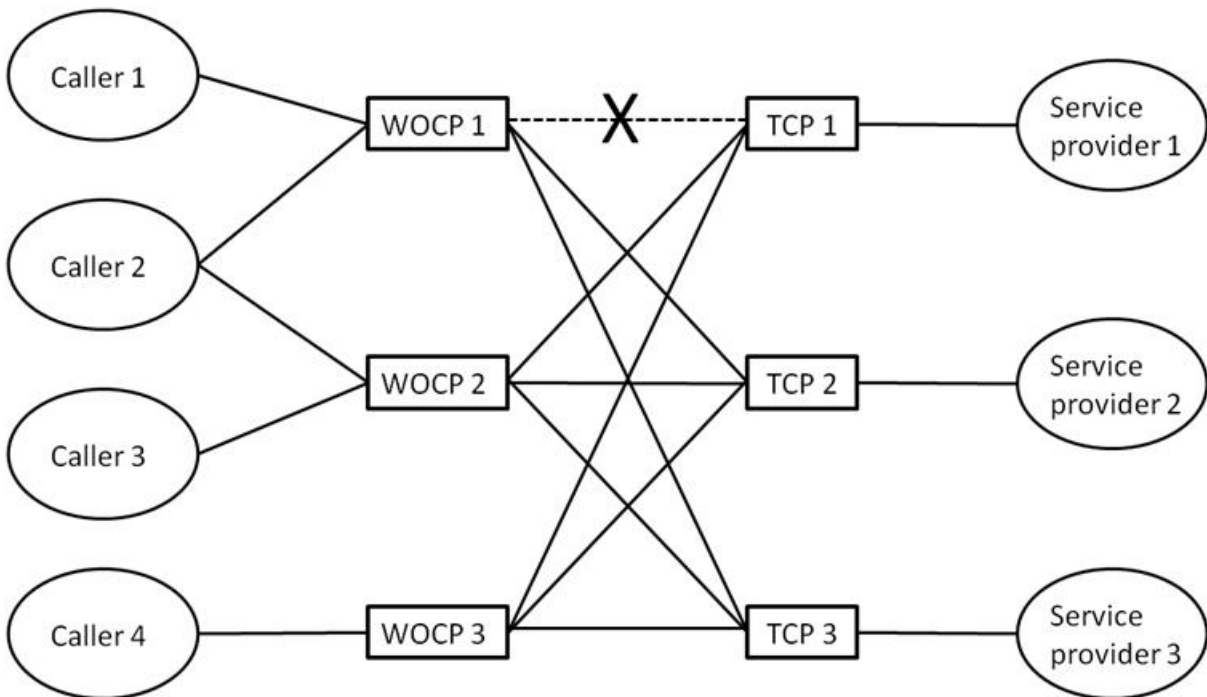 Caller 1
WOCP 1
X
TCP 1
Service
provider 1
Caller 2
WOCP 2
TCP 2
Service
provider 2
Caller 3
Caller 4
WOCP 3
TCP 3
Service
provider 3